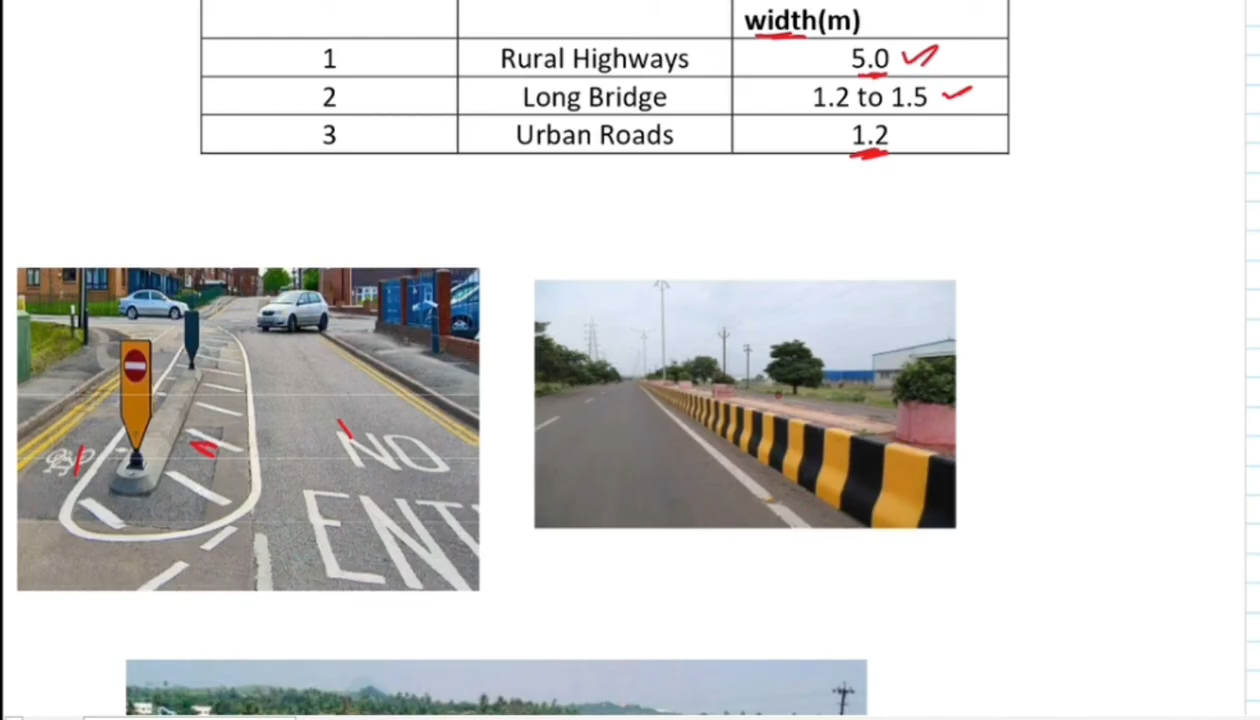 width(m)
1 Rural Highways 5.0
2 Long Bridge 1.2 to 1.5
3 Urban Roads 1.2
NO
ENT